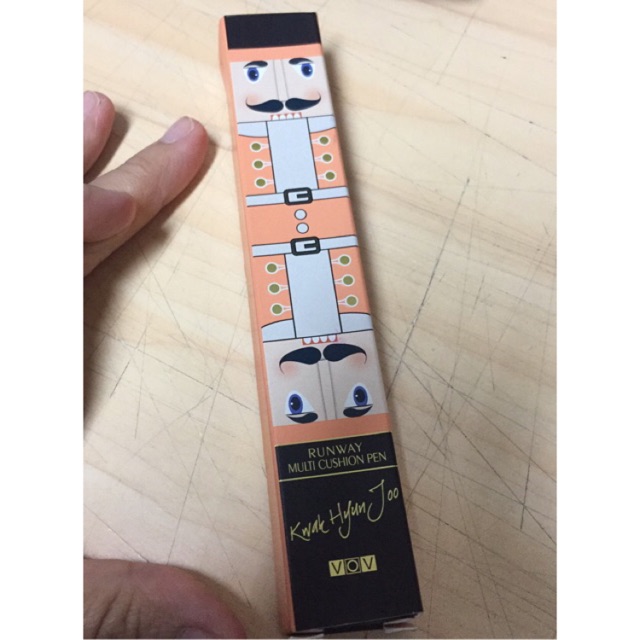 RUNWAY
MULTI CUSHION PEN
Kwak Hyun Joo
VOV